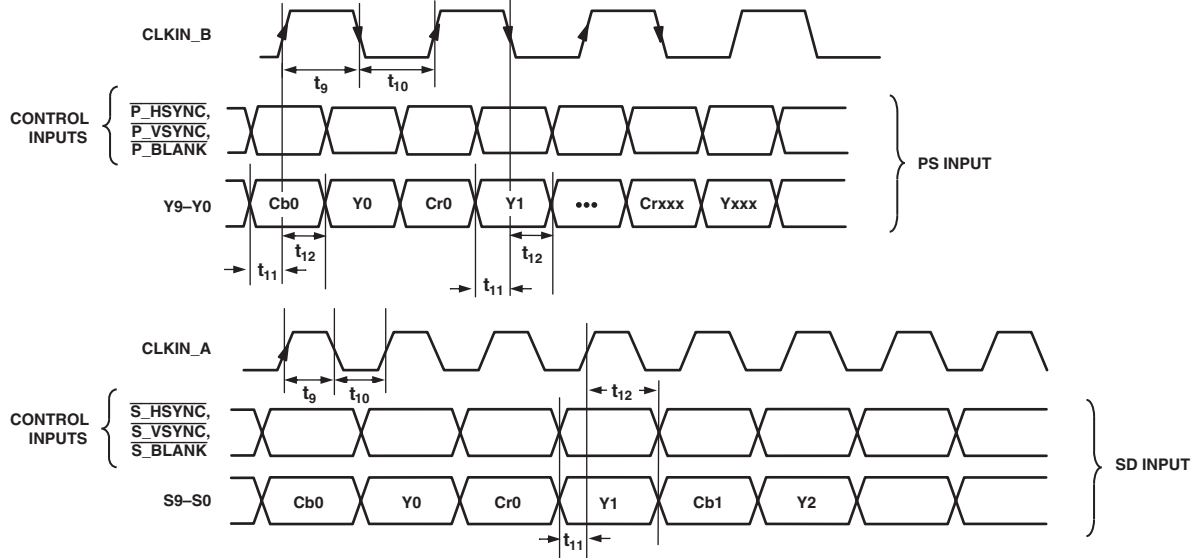 CLKIN_B
t9
t10
CONTROL
INPUTS
P_HSYNC,
P_VSYNC,
P_BLANK
PS INPUT
Y9–Y0
Cb0
Y0
Cr0
Y1
•••
Crxxx
Yxxx
t12
t12
t11
t11
CLKIN_A
t9
t10
t12
CONTROL
INPUTS
S_HSYNC,
S_VSYNC,
S_BLANK
SD INPUT
S9–S0
Cb0
Y0
Cr0
Y1
Cb1
Y2
t11